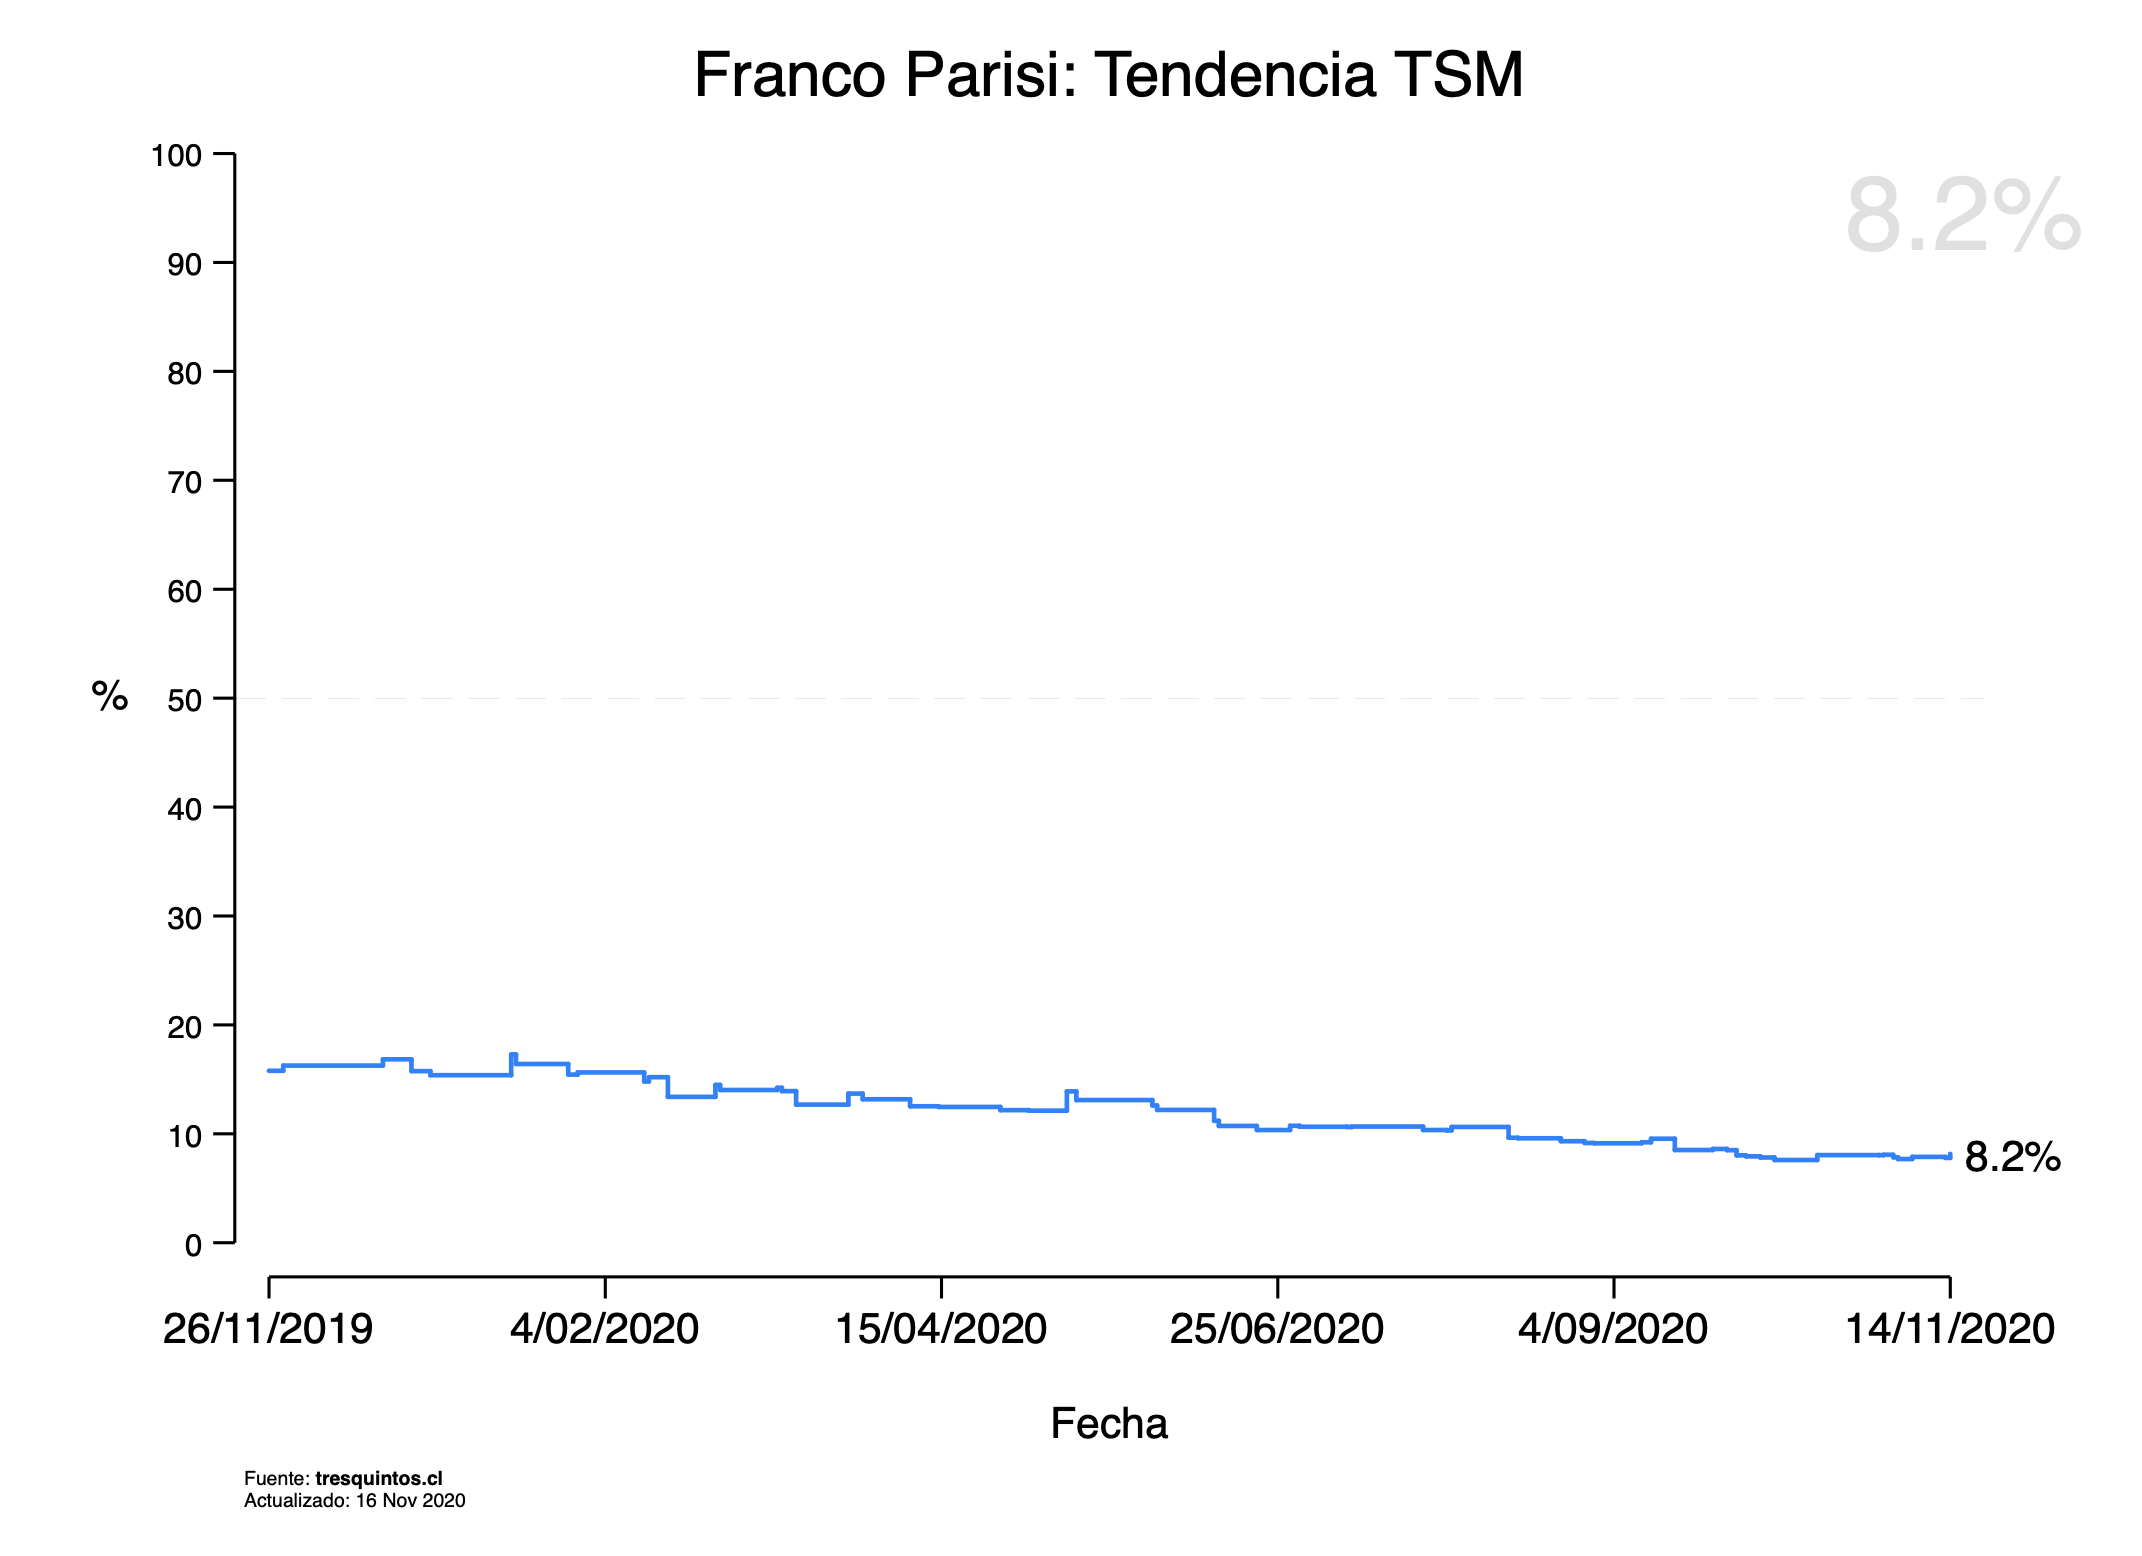 Franco Parisi: Tendencia TSM
8.2%
100
90
80
70
60
50
40
30
20
10
0
%
8.2%
26/11/2019 4/02/2020 15/04/2020 25/06/2020 4/09/2020 14/11/2020
Fecha
Fuente: tresquintos.cl
Actualizado: 16 Nov 2020